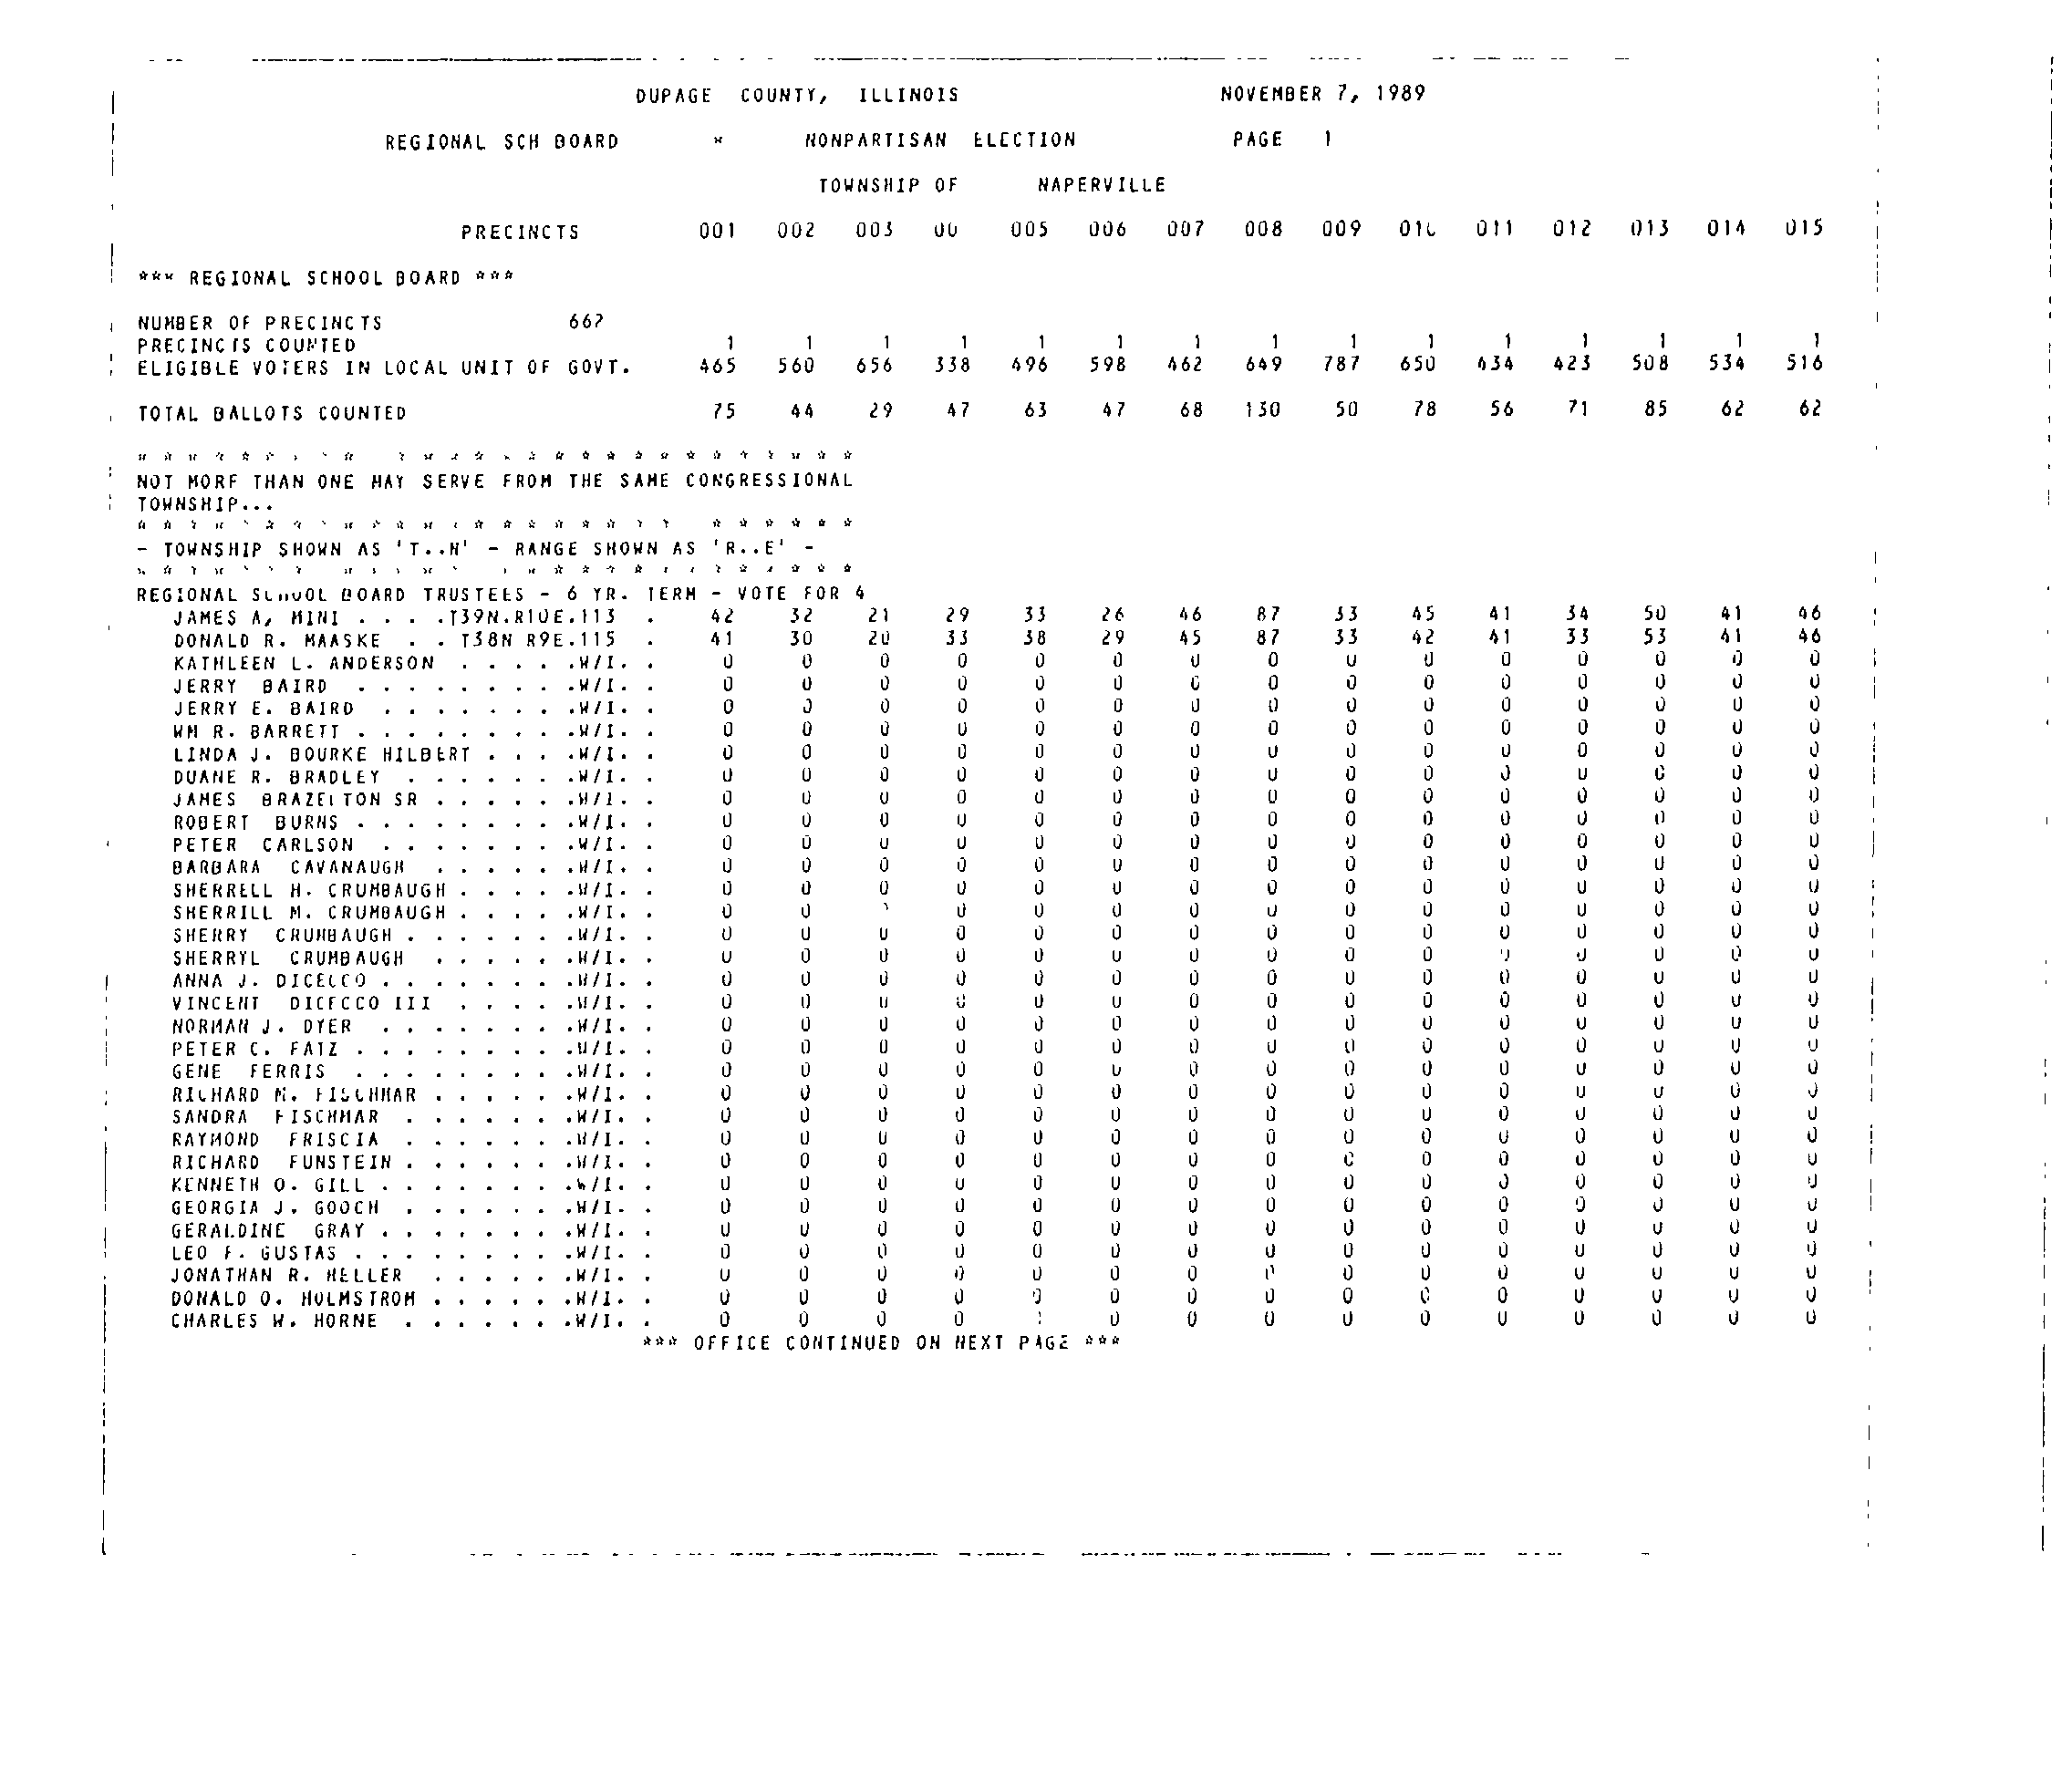 DUPAGE COUNTY, ILLINOIS NOVEMBER 7, 1989
REGIONAL SCH BOARD * NONPARTISAN ELECTION PAGE 1
TOWNSHIP OF NAPERVILLE
PRECINCTS 001 002 003 005 006 007 008 009 011 012 013 014 015
*** REGIONAL SCHOOL BOARD ***
NUMBER OF PRECINCTS 662
PRECINCTS COUNTED 1 1 1 1 1 1 1 1 1 1 1 1 1 1 1
ELIGIBLE VOTERS IN LOCAL UNIT OF GOVT. 465 560 656 338 496 598 462 649 787 650 434 423 508 534 516
TOTAL BALLOTS COUNTED 75 44 29 47 63 47 68 130 50 78 56 71 85 62 62
NOT MORE THAN ONE MAY SERVE FROM THE SAME CONGRESSIONAL
TOWNSHIP...
- TOWNSHIP SHOWN AS 'T..N' - RANGE SHOWN AS 'R..E' -
REGIONAL SCHOOL BOARD TRUSTEES - 6 YR. TERM - VOTE FOR 4
JAMES A, MINI . . . .T39N.R10E.113 . 42 32 21 29 33 26 46 87 33 45 41 34 50 41 46
DONALD R. MAASKE . . T38N R9E.115 . 41 30 20 33 38 29 45 87 33 42 41 33 53 41 46
KATHLEEN L. ANDERSON . . . . .W/I. . 0 0 0 0 0 0 0 0 0 0 0 0 0 0 0
JERRY BAIRD . . . . . . . . .W/I. . 0 0 0 0 0 0 0 0 0 0 0 0 0 0 0
JERRY E. BAIRD . . . . . . . .W/I. . 0 0 0 0 0 0 0 0 0 0 0 0 0 0 0
WM R. BARRETT . . . . . . . . .W/I. . 0 0 0 0 0 0 0 0 0 0 0 0 0 0 0
LINDA J. BOURKE HILBERT . . . .W/I. . 0 0 0 0 0 0 0 0 0 0 0 0 0 0 0
DUANE R. BRADLEY . . . . . . .W/I. . 0 0 0 0 0 0 0 0 0 0 0 0 0 0 0
JAMES BRAZELTON SR . . . . . .W/I. . 0 0 0 0 0 0 0 0 0 0 0 0 0 0 0
ROBERT BURNS . . . . . . . . .W/I. . 0 0 0 0 0 0 0 0 0 0 0 0 0 0 0
PETER CARLSON . . . . . . . .W/I. . 0 0 0 0 0 0 0 0 0 0 0 0 0 0 0
BARBARA CAVANAUGH . . . . . .W/I. . 0 0 0 0 0 0 0 0 0 0 0 0 0 0 0
SHERRELL H. CRUMBAUGH . . . . .W/I. . 0 0 0 0 0 0 0 0 0 0 0 0 0 0 0
SHERRILL M. CRUMBAUGH . . . . .W/I. . 0 0 0 0 0 0 0 0 0 0 0 0 0 0
SHERRY CRUMBAUGH . . . . . . .W/I. . 0 0 0 0 0 0 0 0 0 0 0 0 0 0 0
SHERRYL CRUMBAUGH . . . . . .W/I. . 0 0 0 0 0 0 0 0 0 0 0 0 0 0 0
ANNA J. DICECCO . . . . . . . .W/I. . 0 0 0 0 0 0 0 0 0 0 0 0 0 0 0
VINCENT DICECCO III . . . . .W/I. . 0 0 0 0 0 0 0 0 0 0 0 0 0 0 0
NORMAN J. DYER . . . . . . . .W/I. . 0 0 0 0 0 0 0 0 0 0 0 0 0 0 0
PETER C. FATZ . . . . . . . . .W/I. . 0 0 0 0 0 0 0 0 0 0 0 0 0 0 0
GENE FERRIS . . . . . . . . .W/I. . 0 0 0 0 0 0 0 0 0 0 0 0 0 0 0
RICHARD M. FISCHMAR . . . . . .W/I. . 0 0 0 0 0 0 0 0 0 0 0 0 0 0 0
SANDRA FISCHMAR . . . . . . .W/I. . 0 0 0 0 0 0 0 0 0 0 0 0 0 0 0
RAYMOND FRISCIA . . . . . . .W/I. . 0 0 0 0 0 0 0 0 0 0 0 0 0 0 0
RICHARD FUNSTEIN . . . . . . .W/I. . 0 0 0 0 0 0 0 0 0 0 0 0 0 0 0
KENNETH O. GILL . . . . . . . .W/I. . 0 0 0 0 0 0 0 0 0 0 0 0 0 0 0
GEORGIA J. GOOCH . . . . . . .W/I. . 0 0 0 0 0 0 0 0 0 0 0 0 0 0 0
GERALDINE GRAY . . . . . . . .W/I. . 0 0 0 0 0 0 0 0 0 0 0 0 0 0 0
LEO F. GUSTAS . . . . . . . . .W/I. . 0 0 0 0 0 0 0 0 0 0 0 0 0 0 0
JONATHAN R. HELLER . . . . . .W/I. . 0 0 0 0 0 0 0 0 0 0 0 0 0 0
DONALD O. HOLMSTROM . . . . . .W/I. . 0 0 0 0 0 0 0 0 0 0 0 0 0 0 0
CHARLES W. HORNE . . . . . . .W/I. . 0 0 0 0 0 0 0 0 0 0 0 0 0 0
*** OFFICE CONTINUED ON NEXT PAGE ***